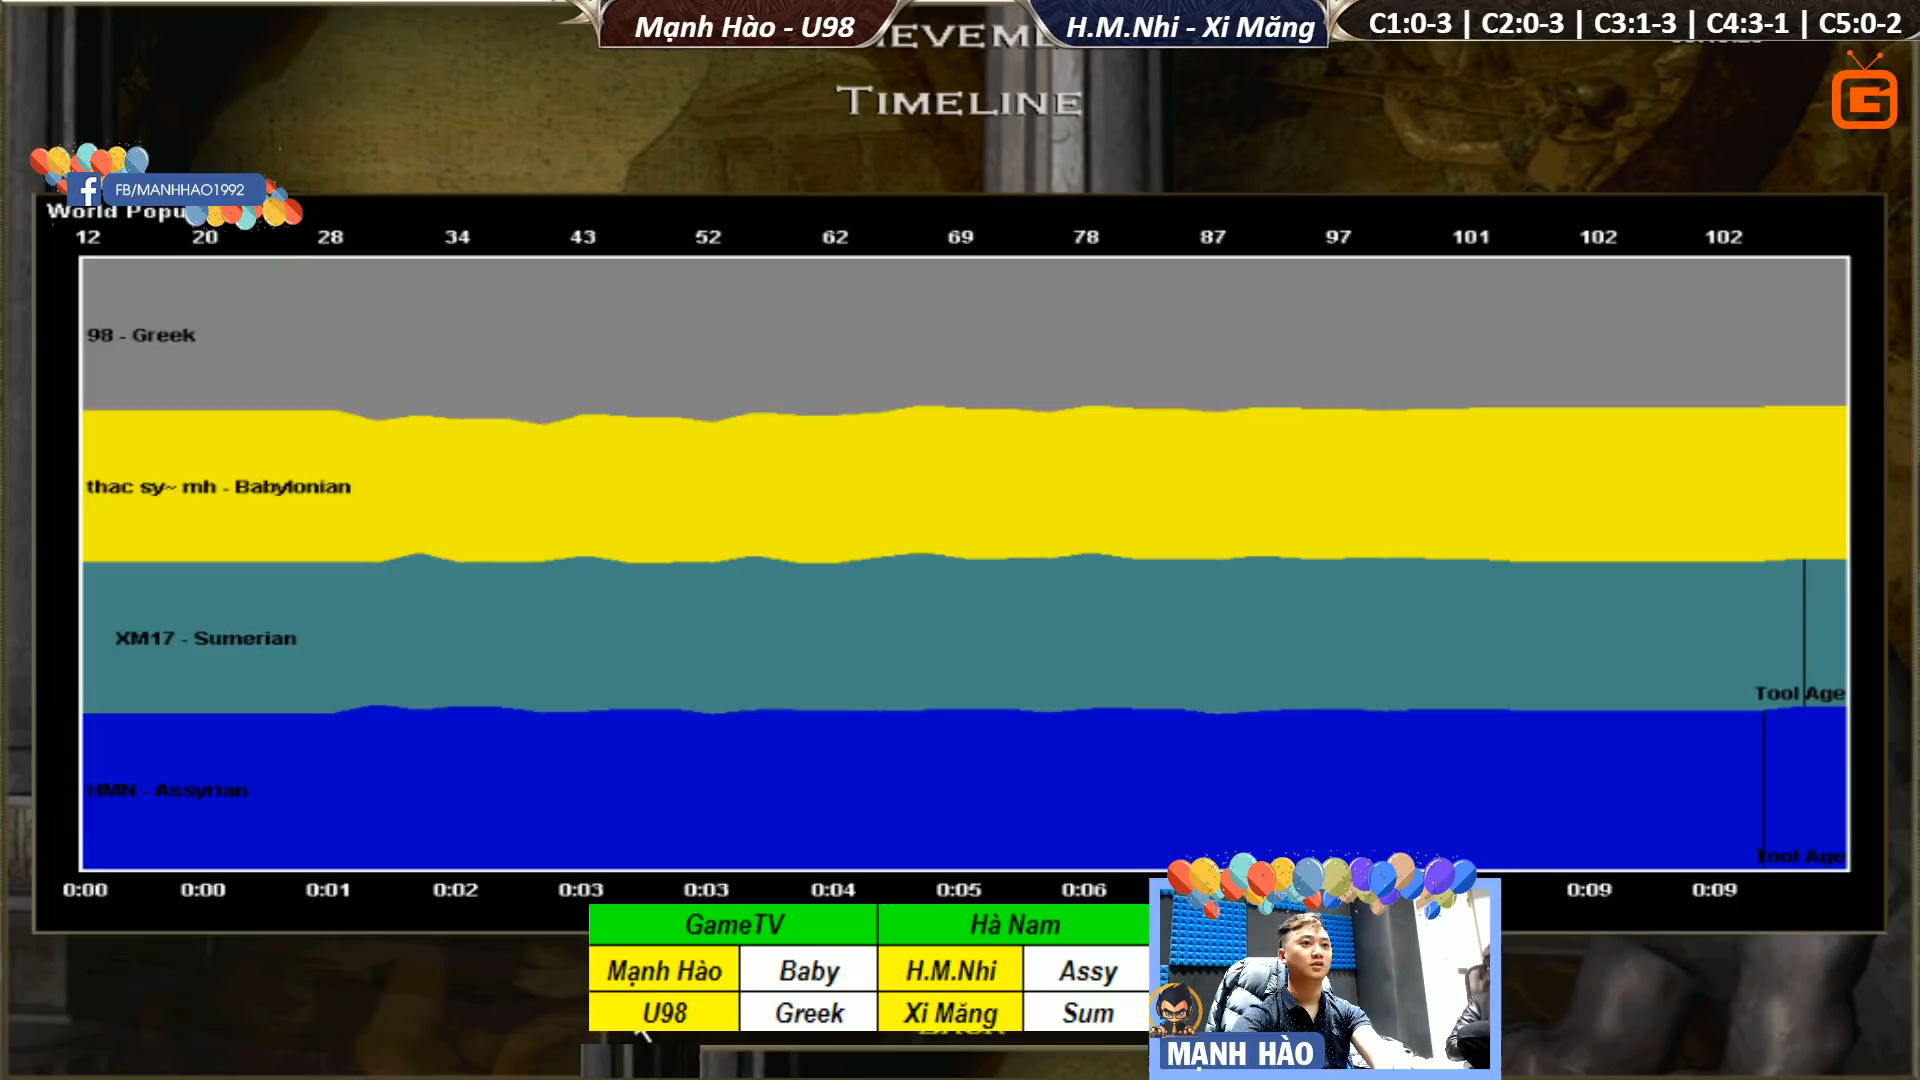 Mạnh Hào - U98
H.M.Nhi - Xi Măng
C1:0-3 | C2:0-3 | C3:1-3 | C4:3-1 | C5:0-2
TIMELINE
FB/MANHHAO1992
World Popu
12 20 28 34 43 52 62 69 78 87 97 101 102 102
98 - Greek
thac sy~ mh - Babylonian
XM17 - Sumerian
Tool Age
HMN - Assyrian
Tool Age
0:00 0:00 0:01 0:02 0:03 0:03 0:04 0:05 0:06 0:09 0:09
GameTV Hà Nam
Mạnh Hào Baby H.M.Nhi Assy
U98 Greek Xi Măng Sum
MẠNH HÀO